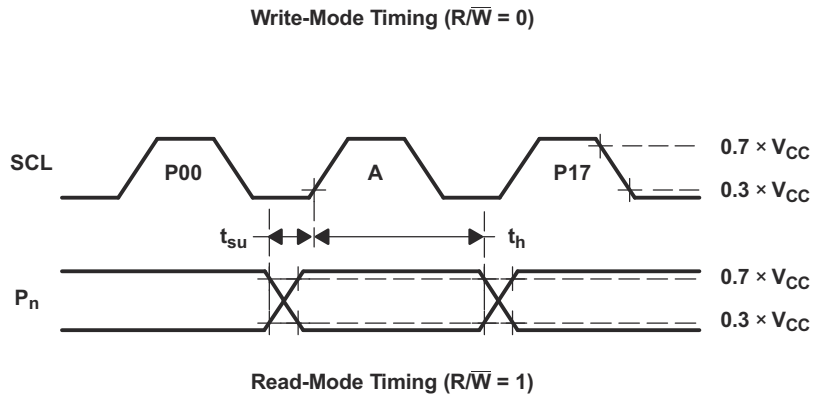 Write-Mode Timing (R/W̅ = 0)
SCL
P00
A
P17
0.7 × VCC
0.3 × VCC
tsu
th
Pn
0.7 × VCC
0.3 × VCC
Read-Mode Timing (R/W̅ = 1)